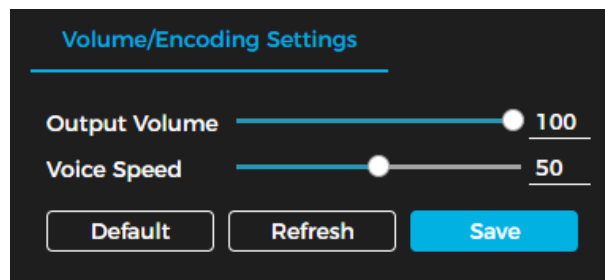 Volume/Encoding Settings
Output Volume 100
Voice Speed 50
Default Refresh Save